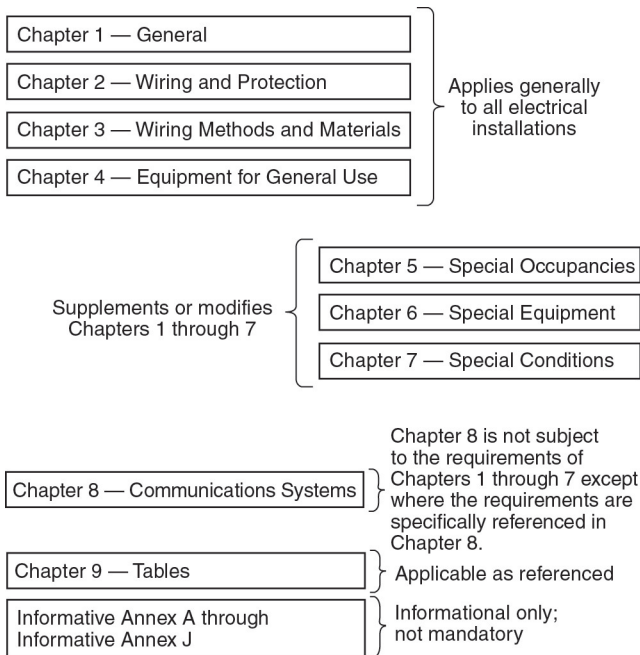 Chapter 1 — General
Chapter 2 — Wiring and Protection
Chapter 3 — Wiring Methods and Materials
Chapter 4 — Equipment for General Use
Applies generally
to all electrical
installations
Supplements or modifies
Chapters 1 through 7
Chapter 5 — Special Occupancies
Chapter 6 — Special Equipment
Chapter 7 — Special Conditions
Chapter 8 — Communications Systems
Chapter 8 is not subject
to the requirements of
Chapters 1 through 7 except
where the requirements are
specifically referenced in
Chapter 8.
Chapter 9 — Tables
Applicable as referenced
Informative Annex A through
Informative Annex J
Informational only;
not mandatory